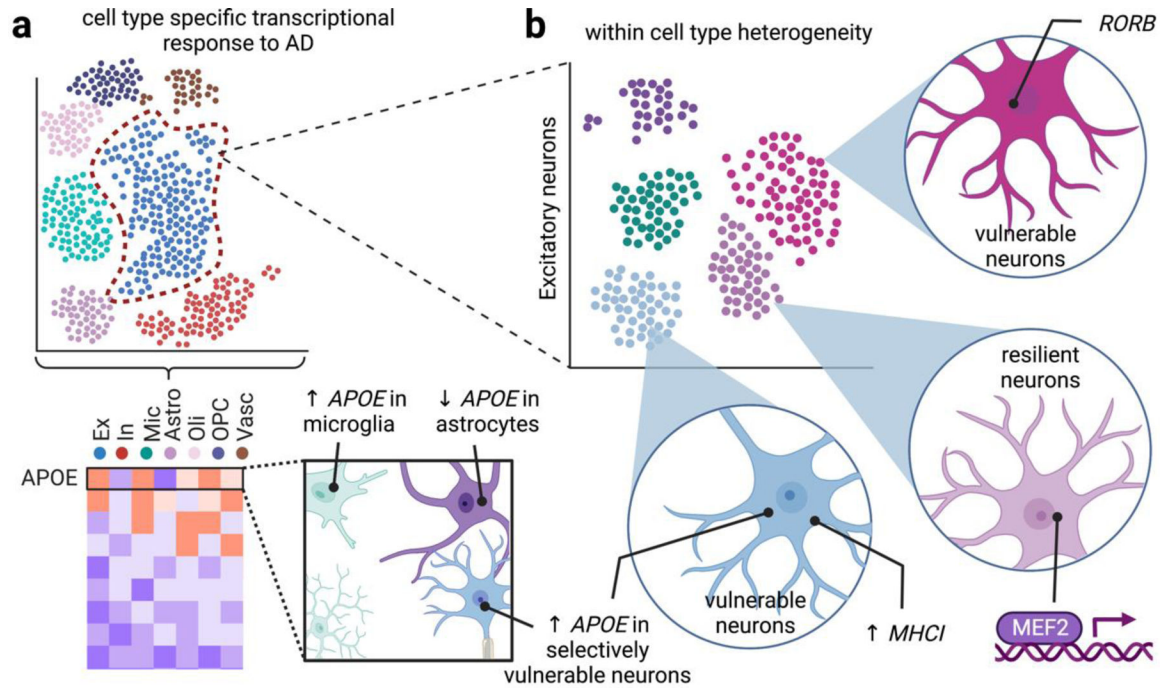 a
cell type specific transcriptional
response to AD
b
within cell type heterogeneity
RORB
Excitatory neurons
vulnerable
neurons
resilient
neurons
Ex
In
Mic
Astro
Oli
OPC
Vasc
APOE
↑ APOE in
microglia
↓ APOE in
astrocytes
vulnerable
neurons
↑ APOE in
selectively
vulnerable neurons
↑ MHCI
MEF2